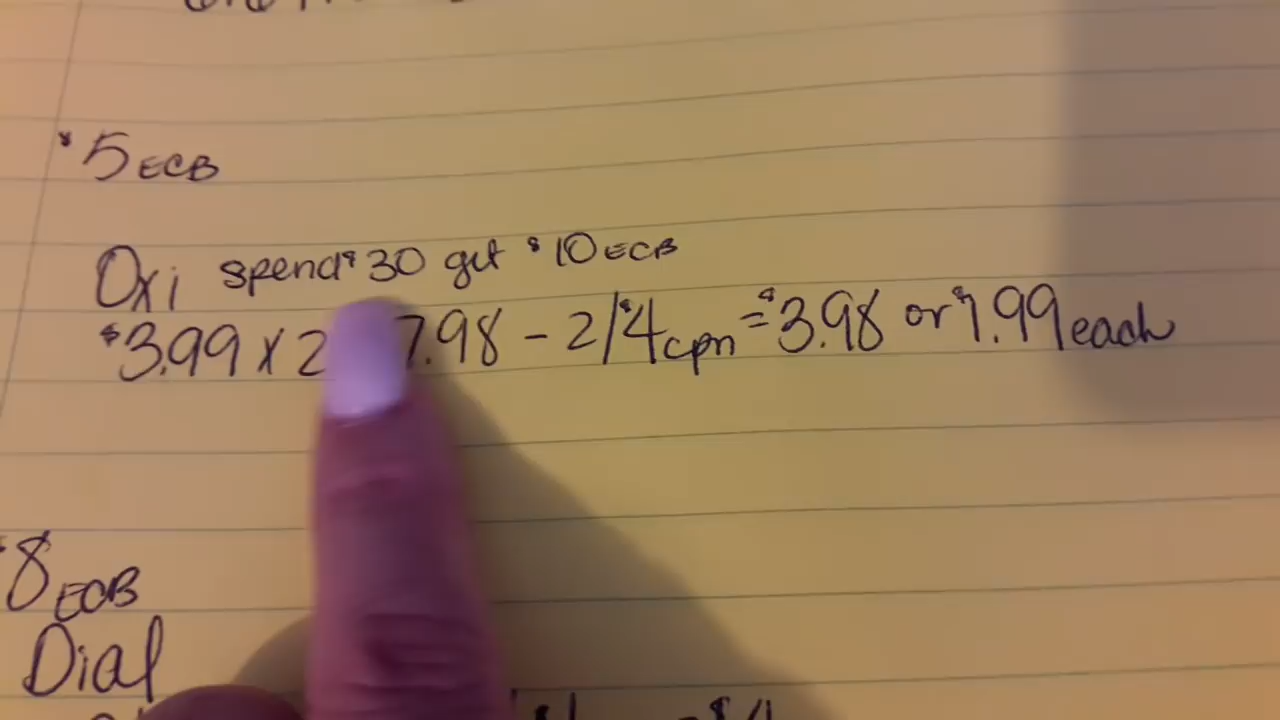 $5 ECB
Oxi spend $30 get $10 ECB
$3.99 x 2 7.98 - 2/$4 cpn = $3.98 or $1.99 each
$8 ECB
Dial